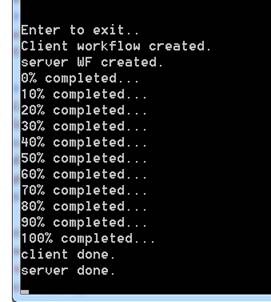 Enter to exit..
Client workflow created.
server WF created.
0% completed...
10% completed...
20% completed...
30% completed...
40% completed...
50% completed...
60% completed...
70% completed...
80% completed...
90% completed...
100% completed...
client done.
server done.